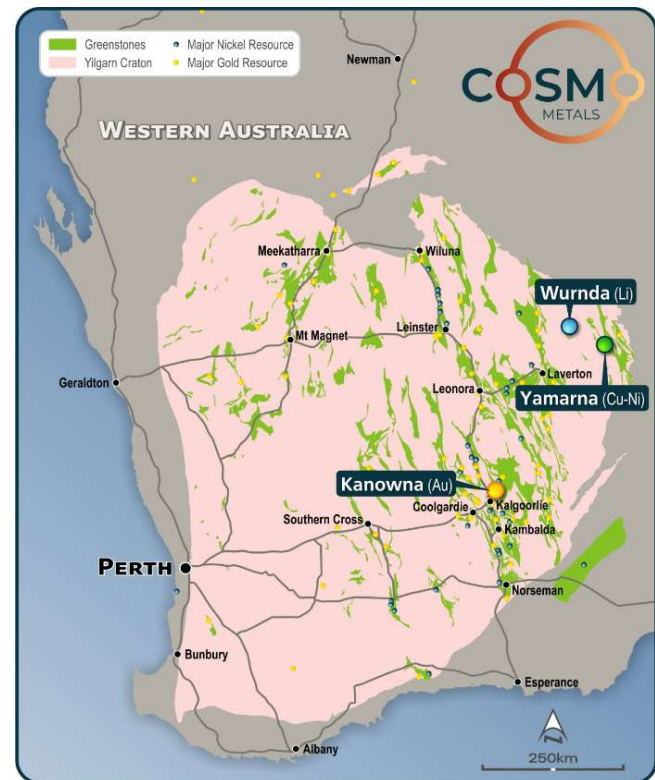 Greenstones
Major Nickel Resource
Yilgarn Craton
Major Gold Resource
Newman
COSMO
METALS
WESTERN AUSTRALIA
Meekatharra
Wiluna
Wurnda (Li)
Leinster
Mt Magnet
Laverton
Geraldton
Leonora
Yamarna (Cu-Ni)
Kanowna (Au)
Kalgoorlie
Coolgardie
Southern Cross
Kambalda
PERTH
Norseman
Bunbury
Esperance
Albany
250km